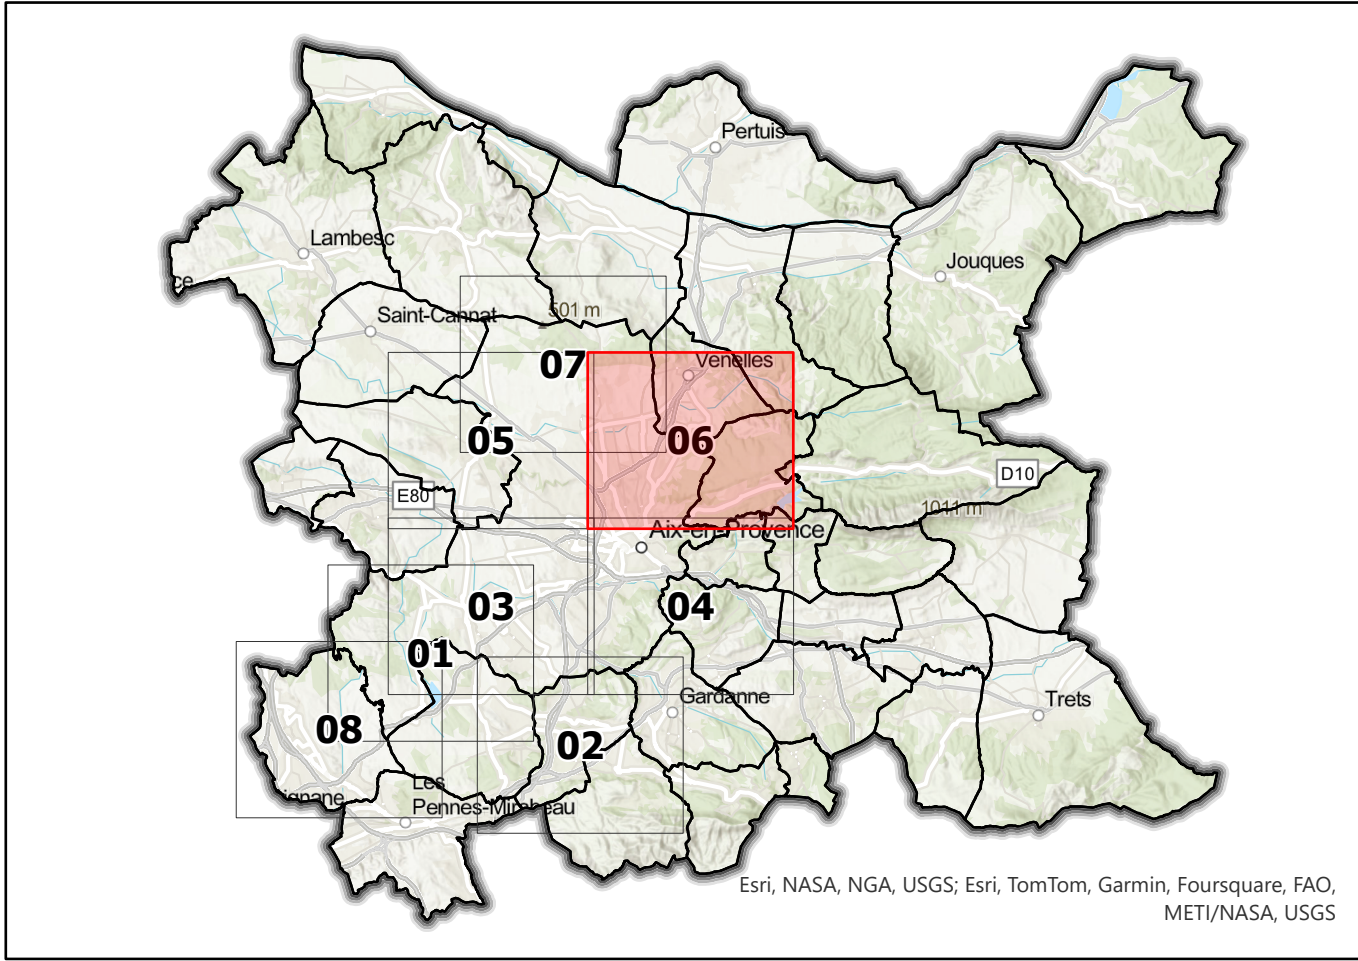 Pertuis
Lambesc
Jouques
ce
Saint-Cannat
501 m
07
Venelles
05
06
E80
D10
1011 m
Aix-en-Provence
03
04
01
Gardanne
Trets
08
02
ignane
Les
Pennes-Mirabeau
Esri, NASA, NGA, USGS; Esri, TomTom, Garmin, Foursquare, FAO,
METI/NASA, USGS